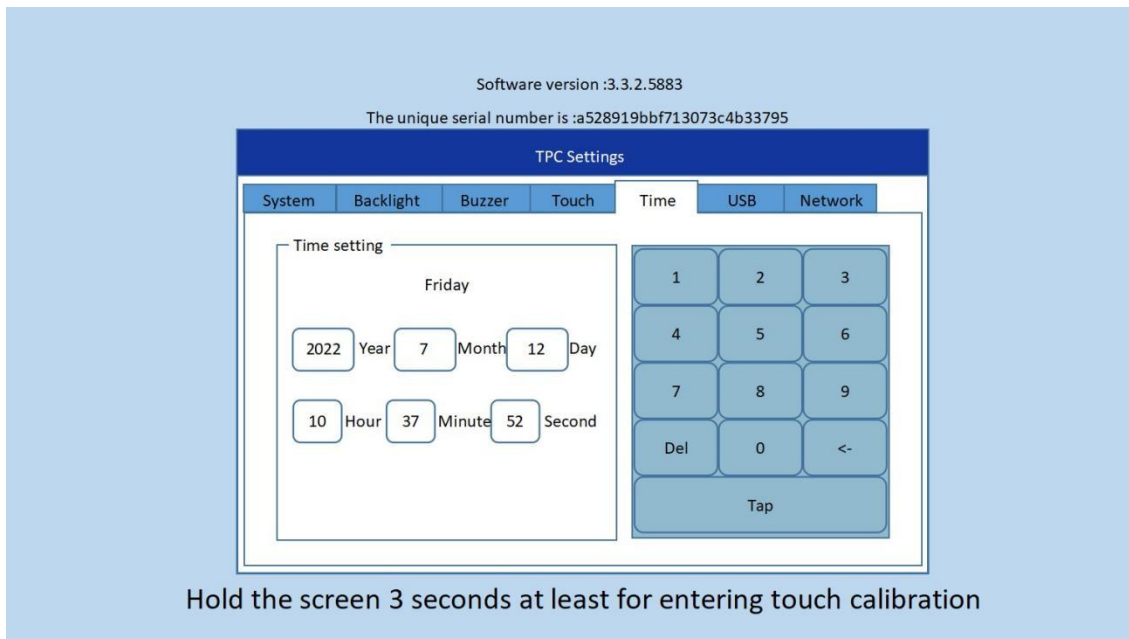 Software version :3.3.2.5883
The unique serial number is :a528919bbf713073c4b33795
TPC Settings
System Backlight Buzzer Touch Time USB Network
Time setting
Friday
2022 Year 7 Month 12 Day
10 Hour 37 Minute 52 Second
1 2 3
4 5 6
7 8 9
Del 0 <-
Tap
Hold the screen 3 seconds at least for entering touch calibration